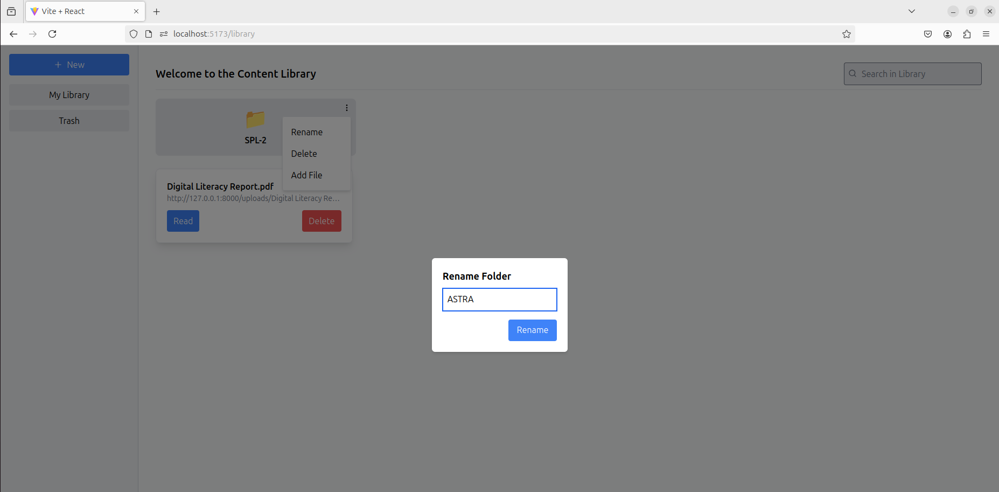 Vite + React
localhost:5173/library
New
My Library
Trash
Welcome to the Content Library
Search in Library
SPL-2
Rename
Delete
Add File
Digital Literacy Report.pdf
http://127.0.0.1:8000/uploads/Digital Literacy Re...
Read
Delete
Rename Folder
ASTRA
Rename